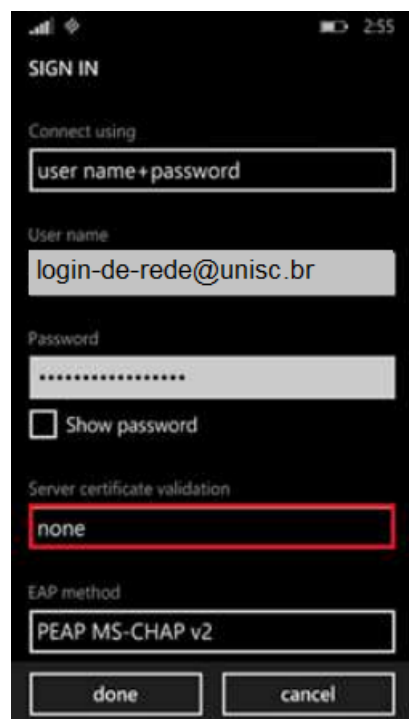 2:55
SIGN IN
Connect using
user name+password
User name
login-de-rede@unisc.br
Password
•••••••••••••••••
Show password
Server certificate validation
none
EAP method
PEAP MS-CHAP v2
done
cancel